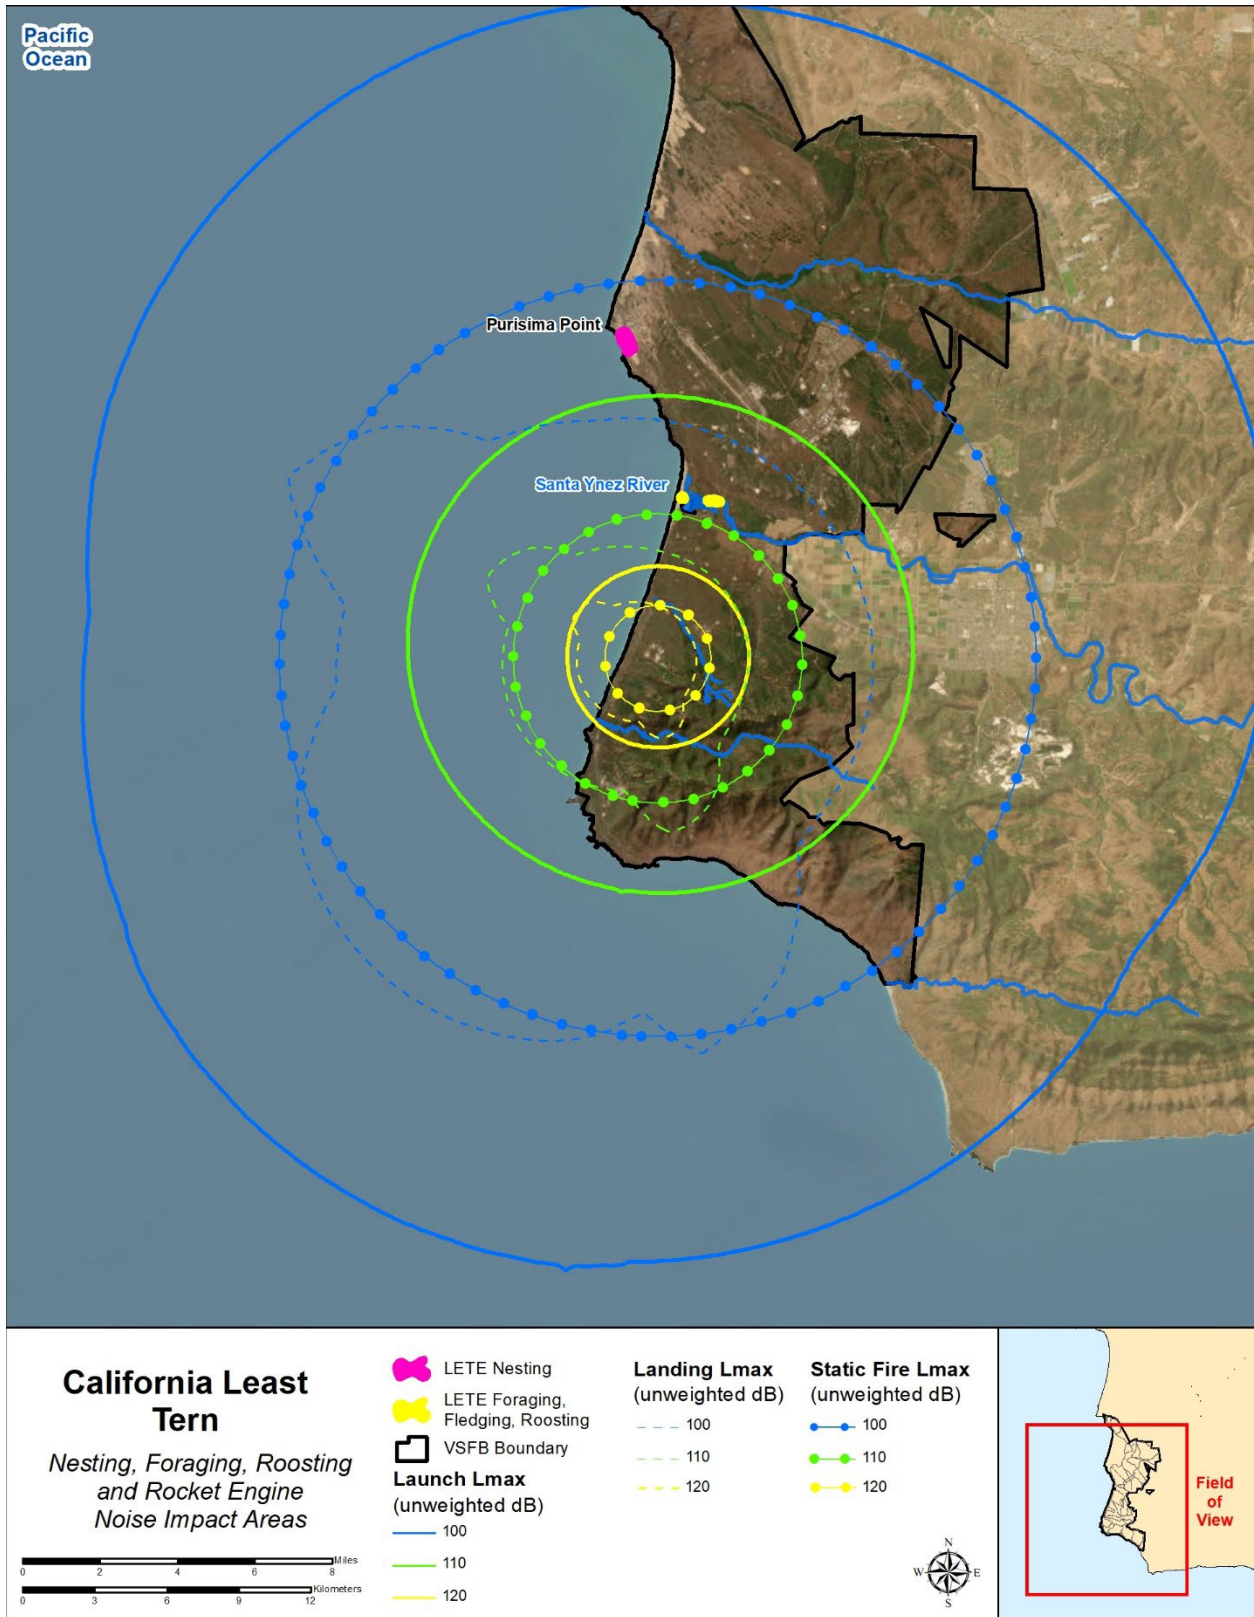 Pacific
Ocean
Purisima Point
Santa Ynez River
California Least
Tern
Nesting, Foraging, Roosting
and Rocket Engine
Noise Impact Areas
0 2 4 6 8 Miles
0 3 6 9 12 Kilometers
LETE Nesting
LETE Foraging,
Fledging, Roosting
VSFB Boundary
Launch Lmax
(unweighted dB)
100
110
120
Landing Lmax
(unweighted dB)
100
110
120
Static Fire Lmax
(unweighted dB)
100
110
120
N
W E
S
Field
of
View